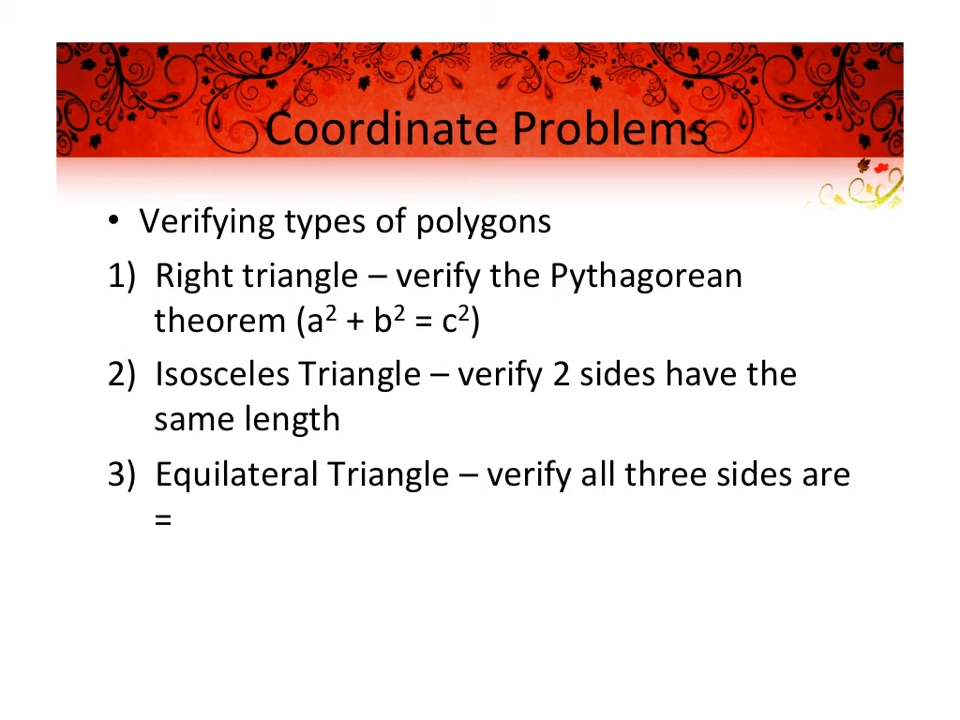 Coordinate Problems
• Verifying types of polygons
1) Right triangle – verify the Pythagorean
theorem (a² + b² = c²)
2) Isosceles Triangle – verify 2 sides have the
same length
3) Equilateral Triangle – verify all three sides are
=